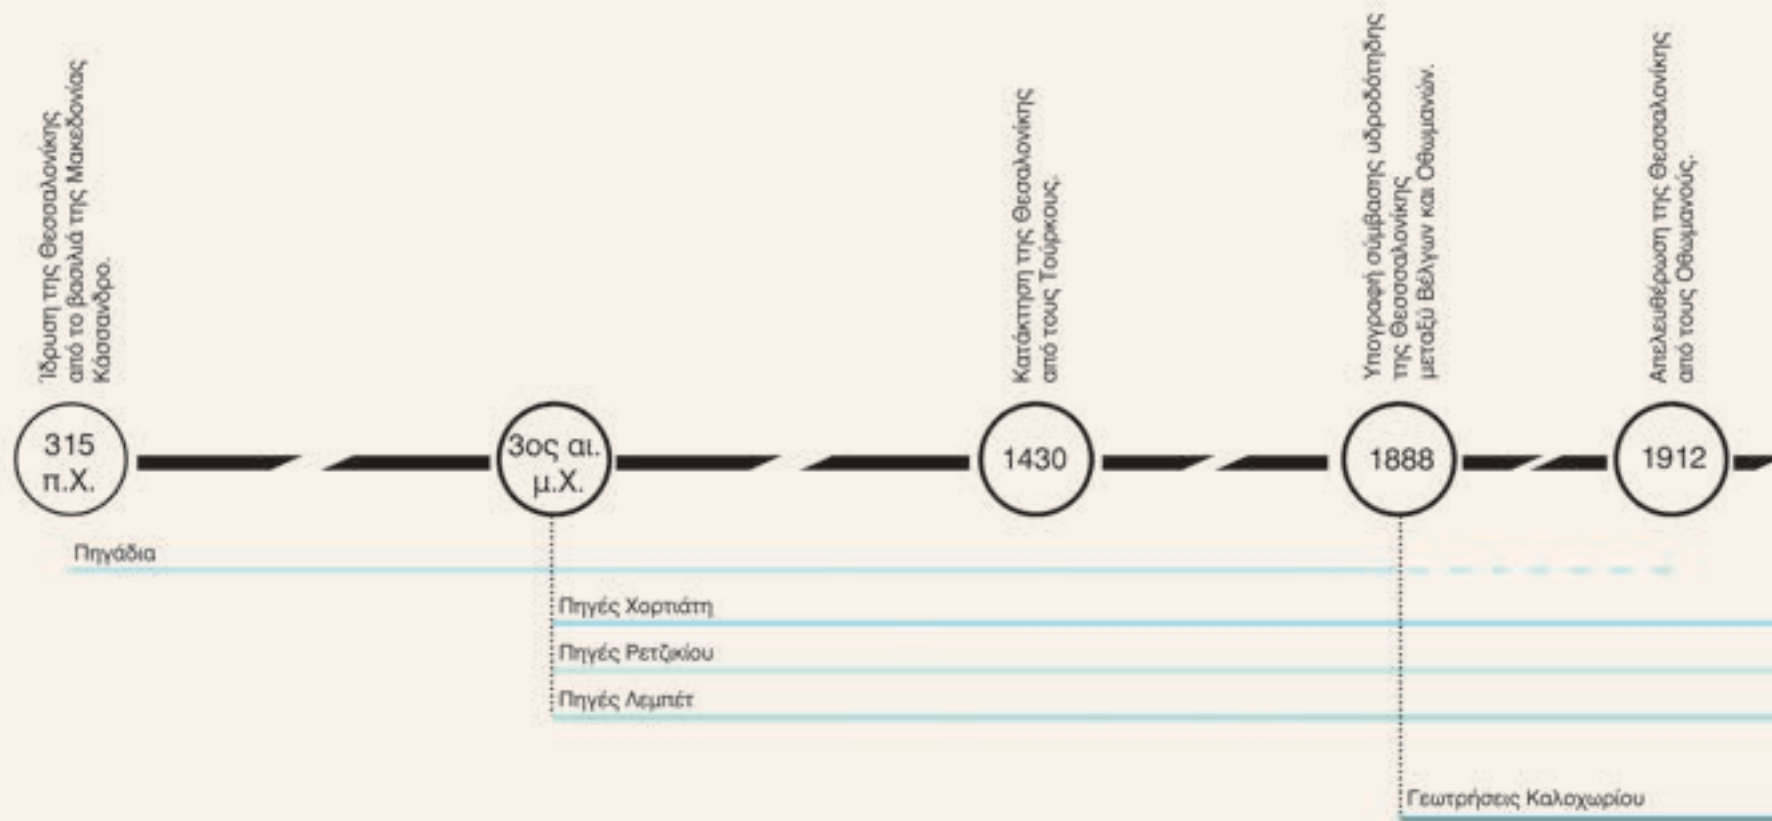 Ίδρυση της Θεσσαλονίκης
από το βασιλιά της Μακεδονίας
Κάσσανδρο.
Κατάκτηση της Θεσαλονίκης
από τους Τούρκους.
Υπογραφή σύμβασης υδροδότηδης
της Θεσσαλονίκης
μεταξύ Βέλγων και Οθωμανών.
Απελευθέρωση της Θεσσαλονίκης
από τους Οθωμανούς.
315
π.Χ.
3ος αι.
μ.Χ.
1430
1888
1912
Πηγάδια
Πηγές Χορτιάτη
Πηγές Ρετζικίου
Πηγές Λεμπέτ
Γεωτρήσεις Καλοχωρίου